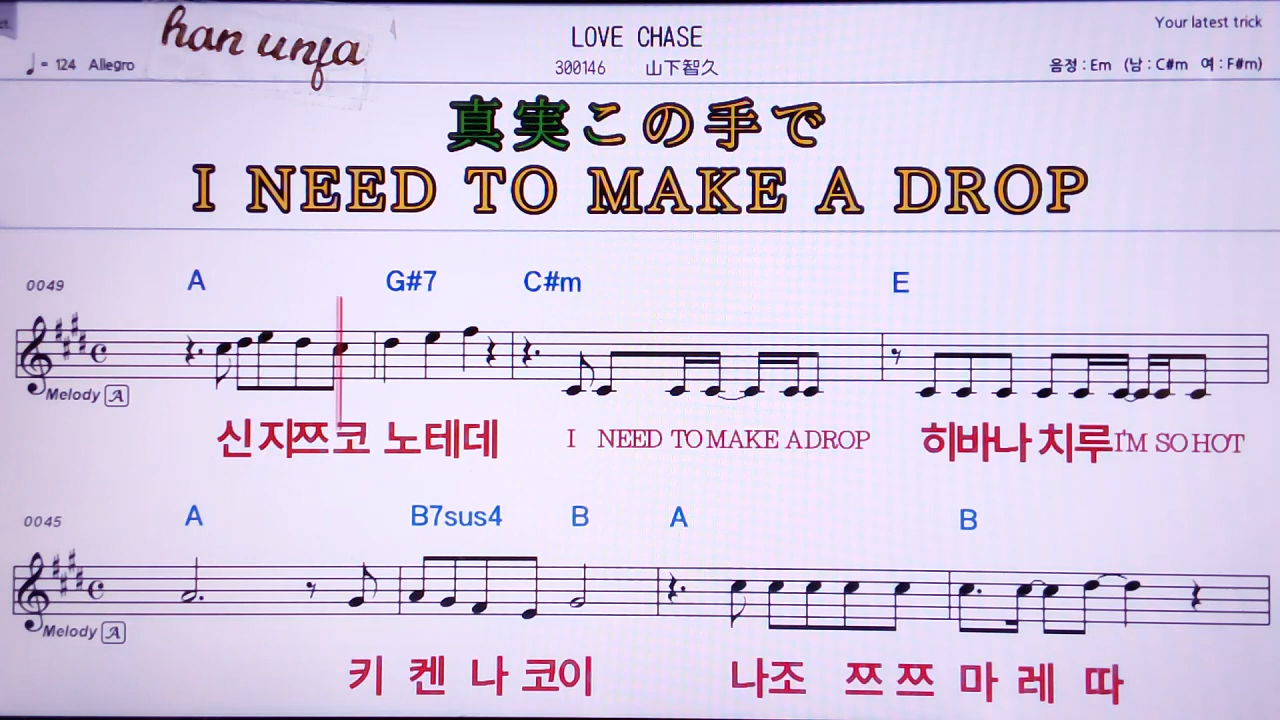 han unfa
Your latest trick
LOVE CHASE
♩= 124 Allegro
300146 山下智久
음정 : Em (남 : C#m 여 : F#m)
真実この手で
I NEED TO MAKE A DROP
0049
A G#7 C#m E
Melody A
신지쯔코 노테데 I NEED TO MAKE A DROP 히바나 치루 I'M SO HOT
0045
A B7sus4 B A B
Melody A
키 켄 나 코이 나조 쯔 쯔 마 레 따